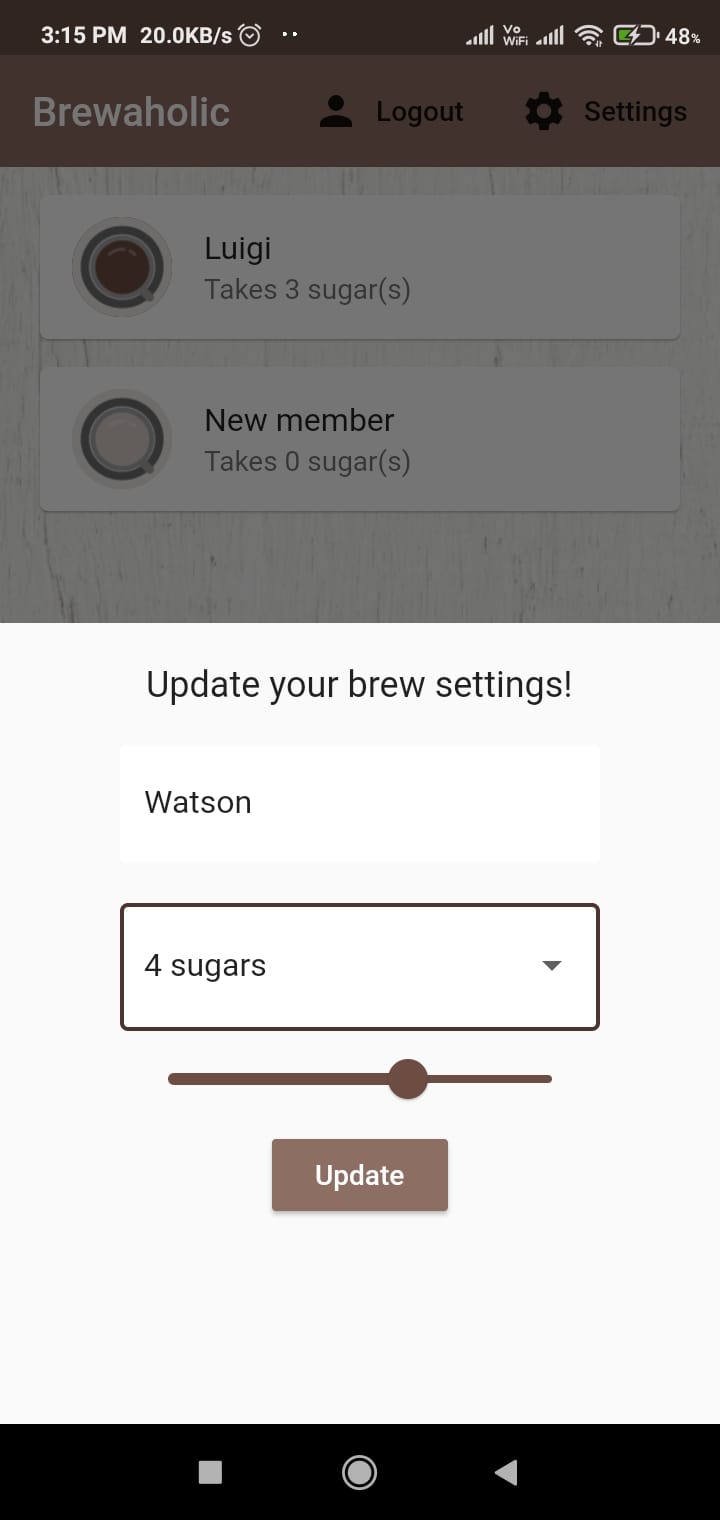 3:15 PM 20.0KB/s Vo WiFi 48%
Brewaholic Logout Settings
Luigi
Takes 3 sugar(s)
New member
Takes 0 sugar(s)
Update your brew settings!
Watson
4 sugars
Update